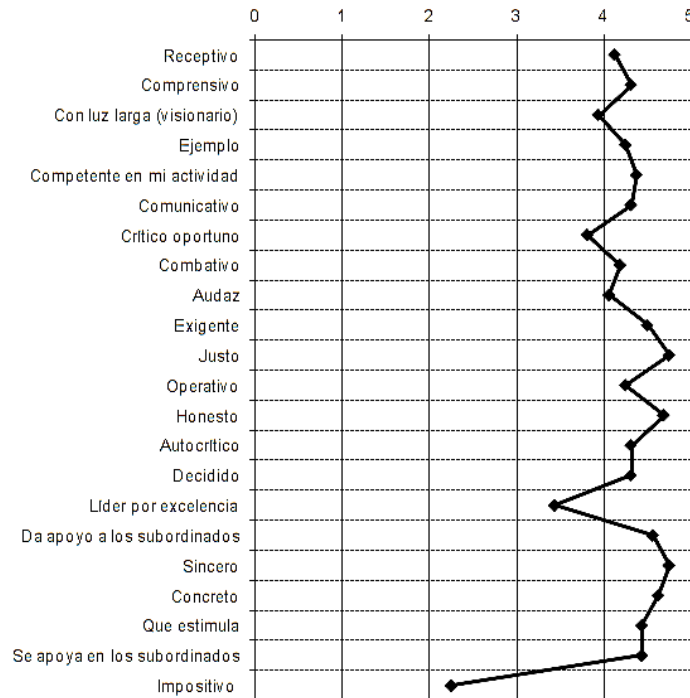 0 1 2 3 4 5
Receptivo
Comprensivo
Con luz larga (visionario)
Ejemplo
Competente en mi actividad
Comunicativo
Crítico oportuno
Combativo
Audaz
Exigente
Justo
Operativo
Honesto
Autocrítico
Decidido
Líder por excelencia
Da apoyo a los subordinados
Sincero
Concreto
Que estimula
Se apoya en los subordinados
Impositivo